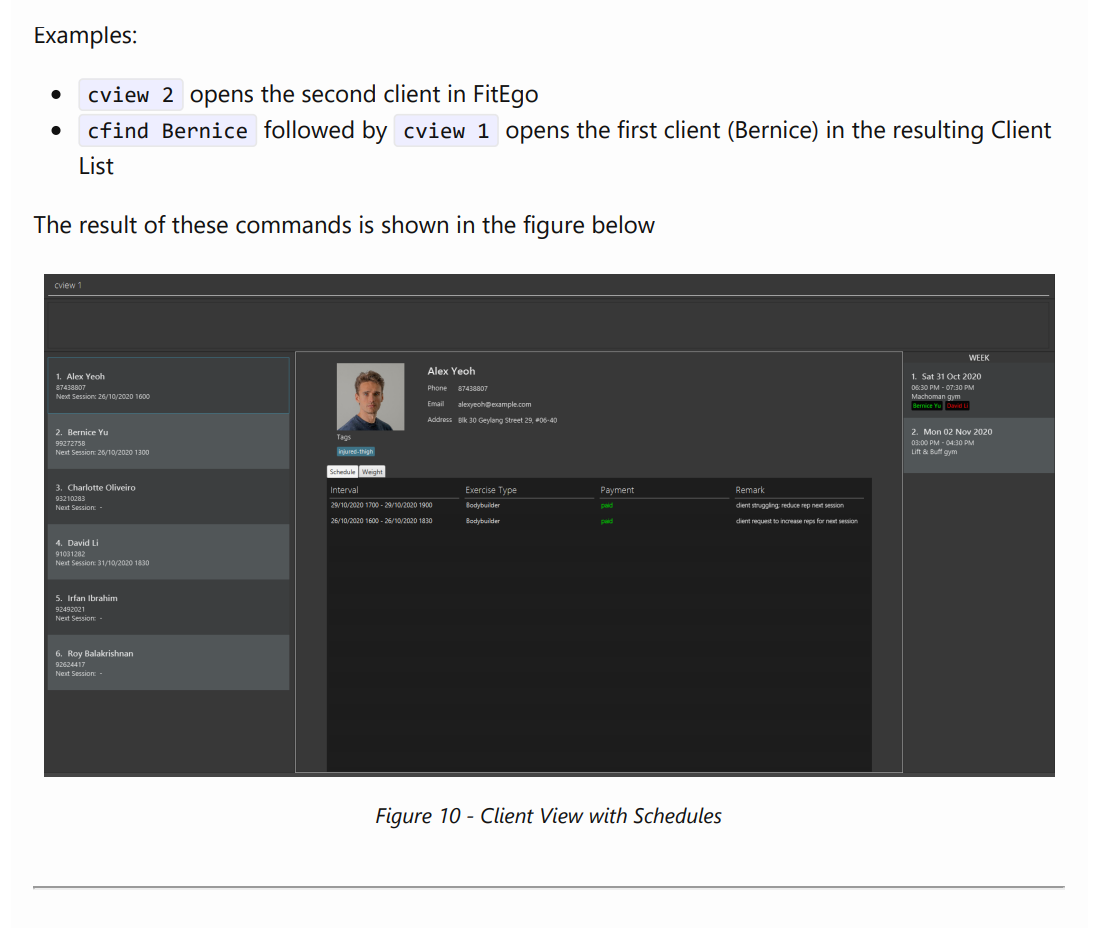 Examples:
cview 2 opens the second client in FitEgo
cfind Bernice followed by cview 1 opens the first client (Bernice) in the resulting Client
List
The result of these commands is shown in the figure below
cview 1
1. Alex Yeoh
87438807
Next Session: 26/10/2020 1600
2. Bernice Yu
99272758
Next Session: 26/10/2020 1300
3. Charlotte Oliveiro
93210283
Next Session: -
4. David Li
91031282
Next Session: 31/10/2020 1830
5. Irfan Ibrahim
92492021
Next Session: -
6. Roy Balakrishnan
92624417
Next Session: -
Alex Yeoh
Phone 87438807
Email alexyeoh@example.com
Address Blk 30 Geylang Street 29, #06-40
Tags
injured-thigh
Schedule Weight
Interval Exercise Type Payment Remark
29/10/2020 1700 - 29/10/2020 1900 Bodybuilder paid client struggling, reduce rep next session
26/10/2020 1600 - 26/10/2020 1830 Bodybuilder paid client request to increase reps for next session
WEEK
1. Sat 31 Oct 2020
06:30 PM - 07:30 PM
Machoman gym
Bernice Yu David Li
2. Mon 02 Nov 2020
03:00 PM - 04:30 PM
Lift & Buff gym
Figure 10 - Client View with Schedules